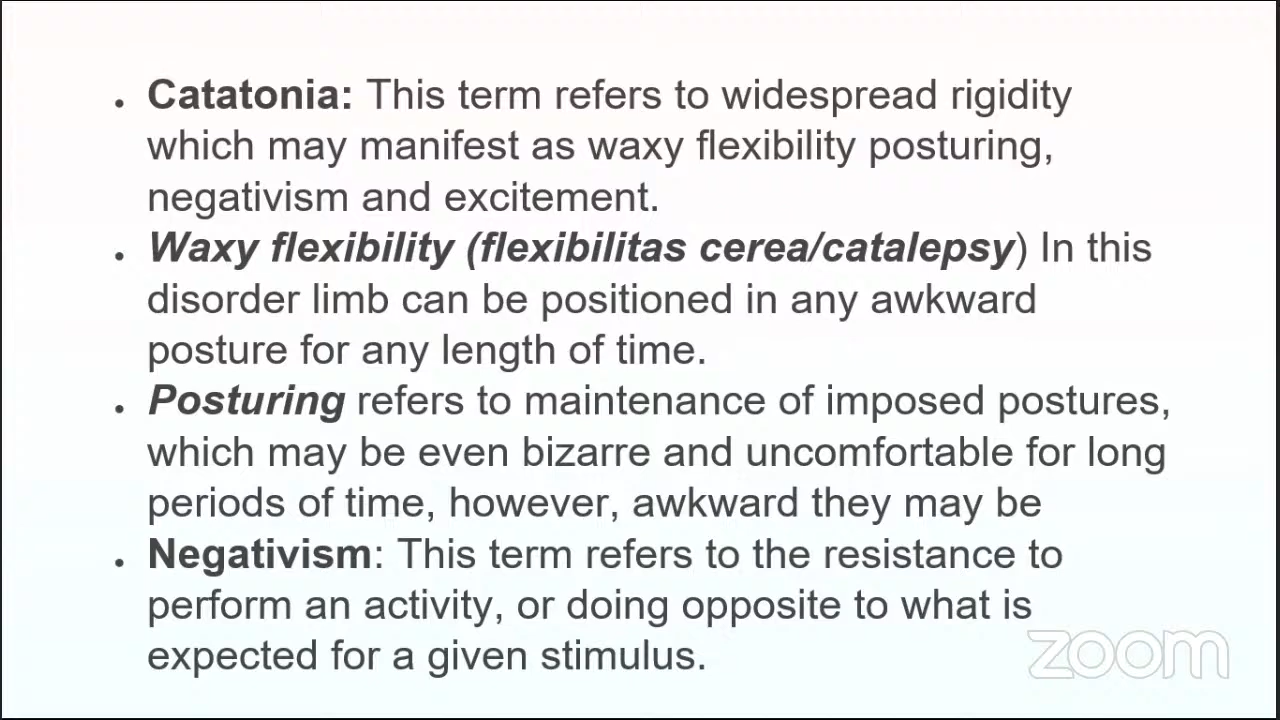 • Catatonia: This term refers to widespread rigidity
which may manifest as waxy flexibility posturing,
negativism and excitement.
• Waxy flexibility (flexibilitas cerea/catalepsy) In this
disorder limb can be positioned in any awkward
posture for any length of time.
• Posturing refers to maintenance of imposed postures,
which may be even bizarre and uncomfortable for long
periods of time, however, awkward they may be
• Negativism: This term refers to the resistance to
perform an activity, or doing opposite to what is
expected for a given stimulus.
zoom